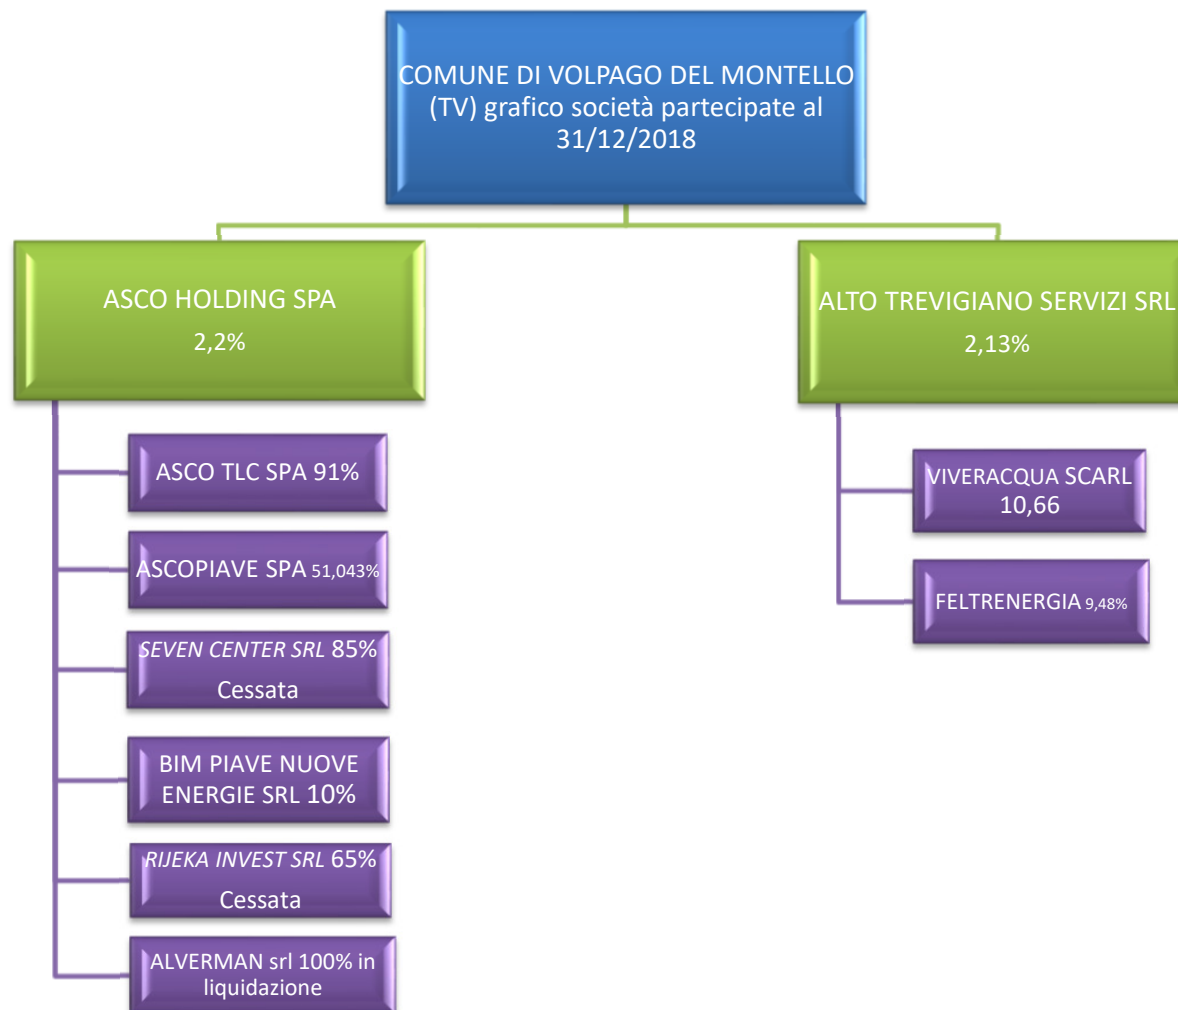 COMUNE DI VOLPAGO DEL MONTELLO
(TV) grafico società partecipate al
31/12/2018
ASCO HOLDING SPA
2,2%
ALTO TREVIGIANO SERVIZI SRL
2,13%
ASCO TLC SPA 91%
ASCOPIAVE SPA 51,043%
SEVEN CENTER SRL 85%
Cessata
BIM PIAVE NUOVE
ENERGIE SRL 10%
RIJEKA INVEST SRL 65%
Cessata
ALVERMAN srl 100% in
liquidazione
VIVERACQUA SCARL
10,66
FELTRENERGIA 9,48%